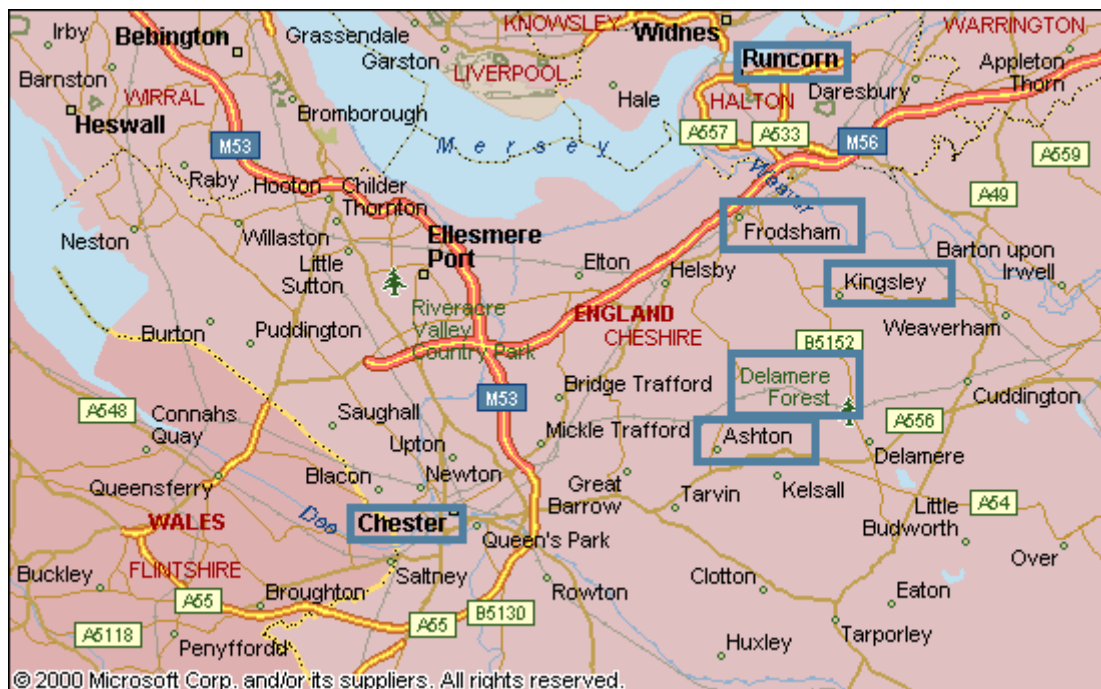 Irby
Bebington
Grassendale
Garston
KNOWSLEY
Widnes
WARRINGTON
Barnston
WIRRAL
Heswall
Bromborough
LIVERPOOL
Hale
Runcorn
HALTON
Daresbury
Appleton
Thorn
M53
Mersey
A557
A533
M56
A559
Raby
Hooton
Childer
Thornton
Weaver
A49
Neston
Willaston
Ellesmere
Port
Little
Sutton
Elton
Helsby
Frodsham
Barton upon
Irwell
Kingsley
Burton
Puddington
Riveracre
Valley
Country Park
ENGLAND
CHESHIRE
Weaverham
B5152
M53
Bridge Trafford
Delamere
Forest
Cuddington
A548
Connahs
Quay
Saughall
Upton
Mickle Trafford
Ashton
A556
Delamere
Queensferry
Blacon
Newton
Great
Barrow
Tarvin
Kelsall
Little
Budworth
A54
WALES
Dee
Chester
Queen's Park
Over
Buckley
FLINTSHIRE
Saltney
A55
Broughton
Rowton
Clotton
Eaton
A5118
Penyffordd
A55
B5130
Huxley
Tarporley
© 2000 Microsoft Corp. and/or its suppliers. All rights reserved.